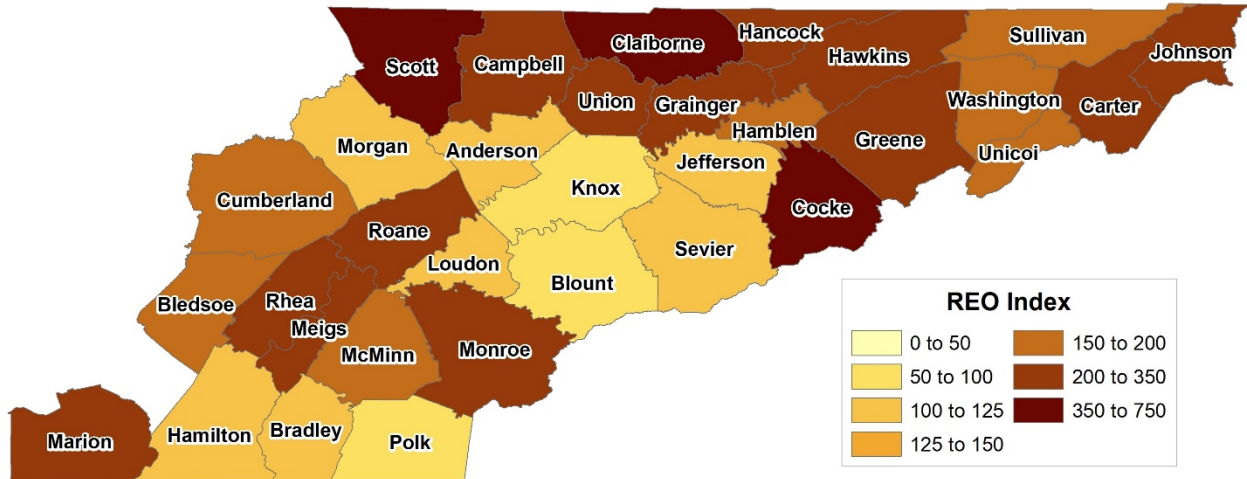 Hancock
Sullivan
Claiborne
Johnson
Scott
Campbell
Hawkins
Union
Grainger
Washington
Carter
Hamblen
Morgan
Anderson
Jefferson
Greene
Unicoi
Knox
Cumberland
Cocke
Roane
Sevier
Loudon
Blount
Bledsoe
Rhea
Meigs
McMinn
Monroe
Marion
Hamilton
Bradley
Polk
REO Index
0 to 50
150 to 200
50 to 100
200 to 350
100 to 125
350 to 750
125 to 150